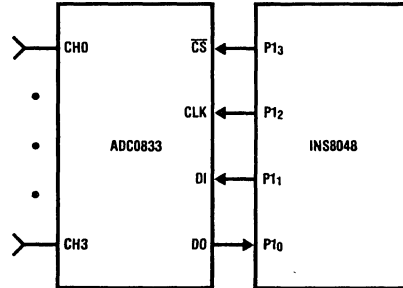 CH0 CS P1₃
CLK P1₂
ADC0833 INS8048
DI P1₁
CH3 DO P1₀